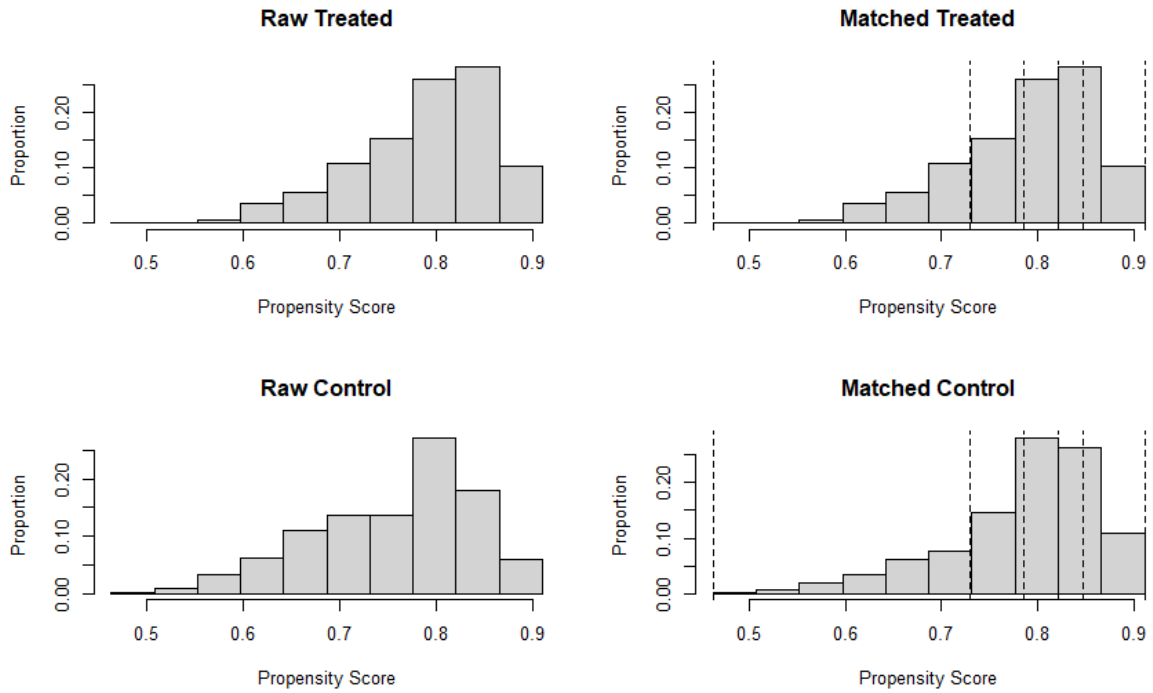 Raw Treated
Proportion
0.00 0.10 0.20
0.5 0.6 0.7 0.8 0.9
Propensity Score
Matched Treated
Proportion
0.00 0.10 0.20
0.5 0.6 0.7 0.8 0.9
Propensity Score
Raw Control
Proportion
0.00 0.10 0.20
0.5 0.6 0.7 0.8 0.9
Propensity Score
Matched Control
Proportion
0.00 0.10 0.20
0.5 0.6 0.7 0.8 0.9
Propensity Score